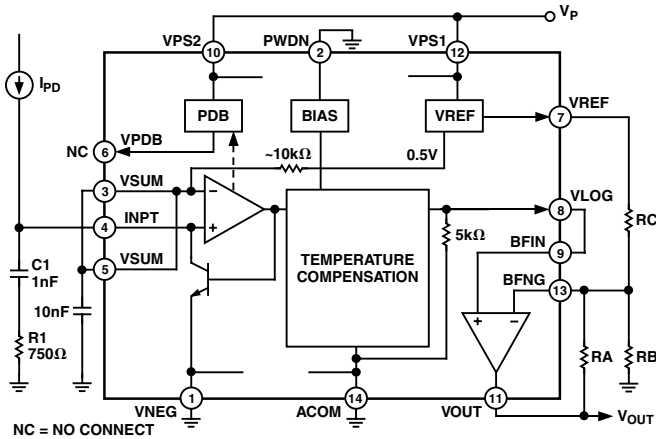 VP
VPS2
PWDN
VPS1
10
2
12
IPD
PDB
BIAS
VREF
7
VREF
VPDB
NC
6
~10kΩ
0.5V
3
VSUM
−
8
VLOG
4
INPT
+
RC
5kΩ
C1
1nF
5
VSUM
TEMPERATURE
COMPENSATION
9
BFIN
BFNG
13
10nF
+
−
R1
750Ω
RA
RB
1
14
11
VNEG
ACOM
VOUT
VOUT
NC = NO CONNECT